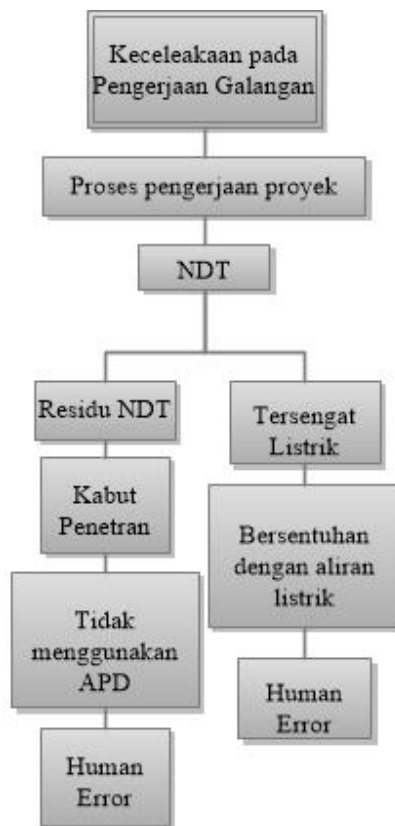 Keceleakaan pada
Pengerjaan Galangan
Proses pengerjaan proyek
NDT
Residu NDT
Kabut
Penetran
Tidak
menggunakan
APD
Human
Error
Tersengat
Listrik
Bersentuhan
dengan aliran
listrik
Human
Error